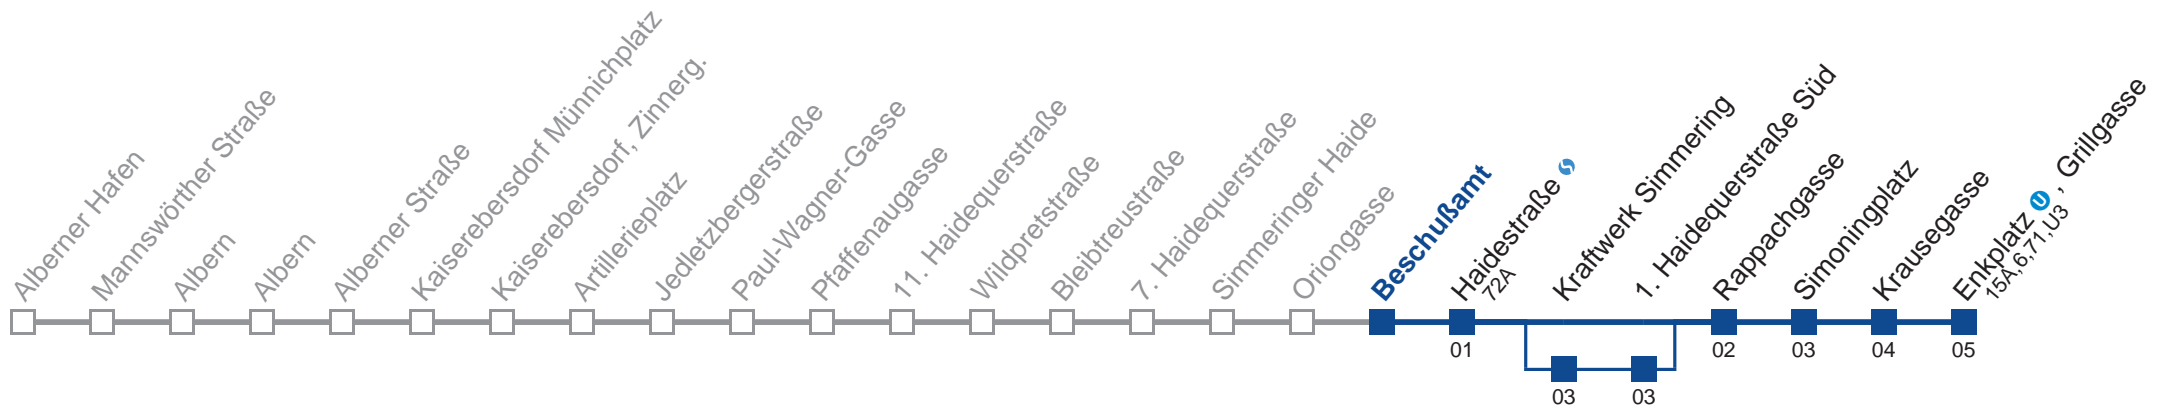 Alberner Hafen
Mannswörther Straße
Albern
Albern
Alberner Straße
Kaiserebersdorf Münnichplatz
Kaiserebersdorf, Zinnerg.
Artillerieplatz
Jedletzbergerstraße
Paul-Wagner-Gasse
Pfaffenaugasse
11. Haidequerstraße
Wildpretstraße
Bleibtreustraße
7. Haidequerstraße
Simmeringer Haide
Oriongasse
Beschußamt
Haidestraße S
72A
Kraftwerk Simmering
1. Haidequerstraße Süd
Rappachgasse
Simoningplatz
Krausegasse
Enkplatz U , Grillgasse
15A,6,71,U3
01
02
03
04
05
03
03